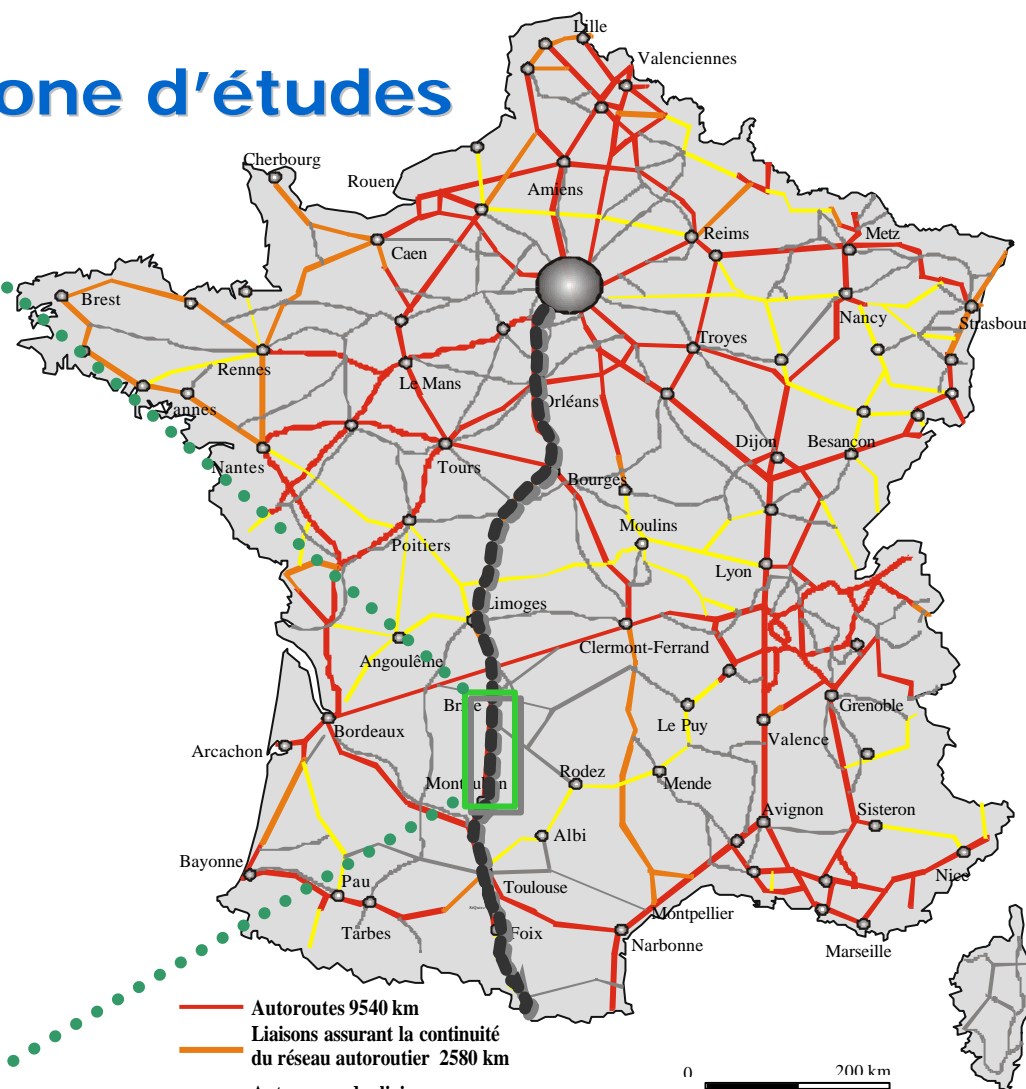 one d'études
Lille
Valenciennes
Cherbourg
Rouen
Amiens
Reims
Metz
Caen
Brest
Nancy
Strasbour
Troyes
Rennes
Le Mans
Orléans
Vannes
Dijon
Besançon
Nantes
Tours
Bourges
Moulins
Poitiers
Lyon
Limoges
Clermont-Ferrand
Angoulême
Grenoble
Brive
Le Puy
Bordeaux
Valence
Arcachon
Rodez
Mende
Montauban
Avignon
Sisteron
Albi
Bayonne
Pau
Toulouse
Nice
Montpellier
Tarbes
Foix
Narbonne
Marseille
Autoroutes 9540 km
Liaisons assurant la continuité
du réseau autoroutier 2580 km
0 200 km